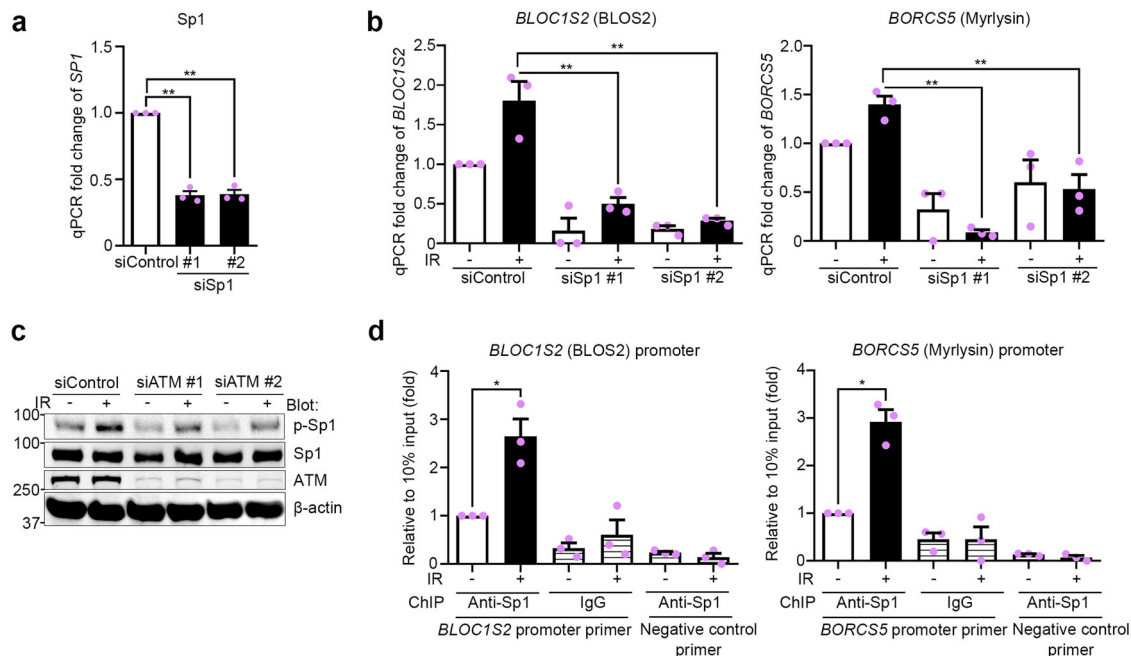 a
Sp1
qPCR fold change of SP1
1.5
1.0
0.5
0
**
**
siControl #1 #2
siSp1
b
BLOC1S2 (BLOS2)
qPCR fold change of BLOC1S2
2.5
2.0
1.5
1.0
0.5
0
**
**
IR - + - + - +
siControl siSp1 #1 siSp1 #2
BORCS5 (Myrlysin)
qPCR fold change of BORCS5
2.0
1.5
1.0
0.5
0
**
**
- + - + - +
siControl siSp1 #1 siSp1 #2
c
siControl siATM #1 siATM #2
IR - + - + - + Blot:
100 p-Sp1
100 Sp1
ATM
250
β-actin
37
d
BLOC1S2 (BLOS2) promoter
Relative to 10% input (fold)
4
3
2
1
0
*
IR - + - + - +
ChIP Anti-Sp1 IgG Anti-Sp1
BLOC1S2 promoter primer Negative control
primer
BORCS5 (Myrlysin) promoter
Relative to 10% input (fold)
4
3
2
1
0
*
IR - + - + - +
ChIP Anti-Sp1 IgG Anti-Sp1
BORCS5 promoter primer Negative control
primer